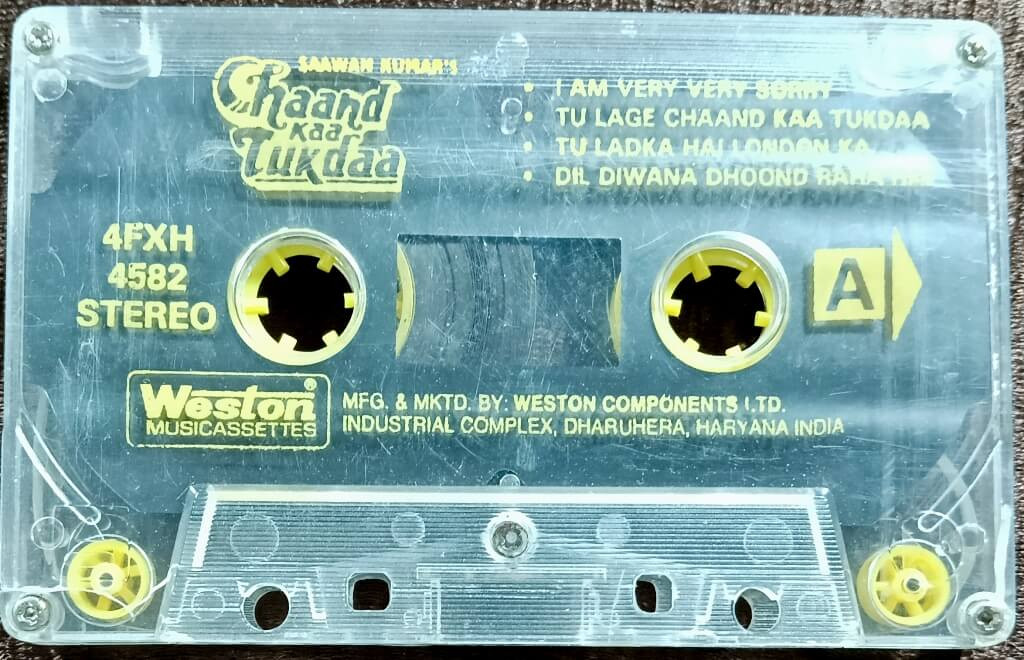 SAAWAN KUMAR'S
Chaand
Kaa
Tukdaa
• I AM VERY VERY SORRY
• TU LAGE CHAAND KAA TUKDAA
• TU LADKA HAI LONDON KA
• DIL DIWANA DHOOND RAHA HAI
4FXH
4582
STEREO
A
Weston®
MUSICASSETTES
MFG. & MKTD. BY: WESTON COMPONENTS LTD.
INDUSTRIAL COMPLEX, DHARUHERA, HARYANA INDIA